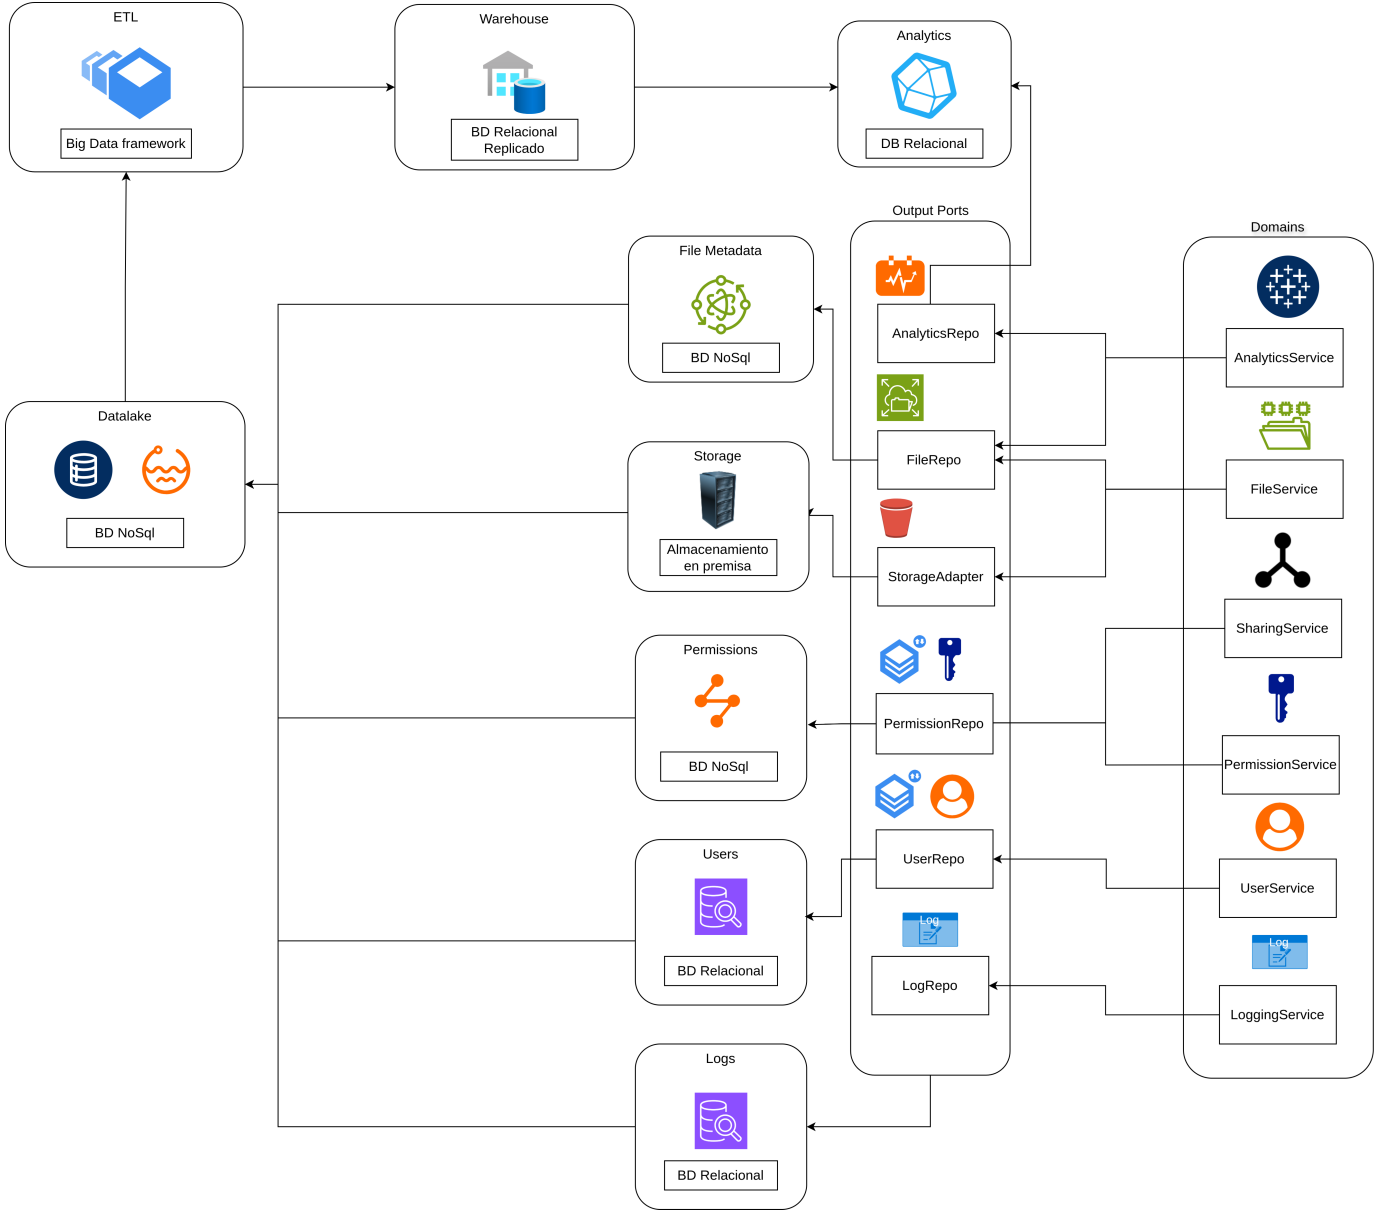 ETL
Big Data framework
Warehouse
BD Relacional
Replicado
Analytics
DB Relacional
Output Ports
Domains
File Metadata
BD NoSql
AnalyticsRepo
AnalyticsService
Datalake
BD NoSql
Storage
Almacenamiento
en premisa
FileRepo
FileService
StorageAdapter
SharingService
Permissions
BD NoSql
PermissionRepo
PermissionService
Users
BD Relacional
UserRepo
UserService
Log
LogRepo
Log
LoggingService
Logs
BD Relacional